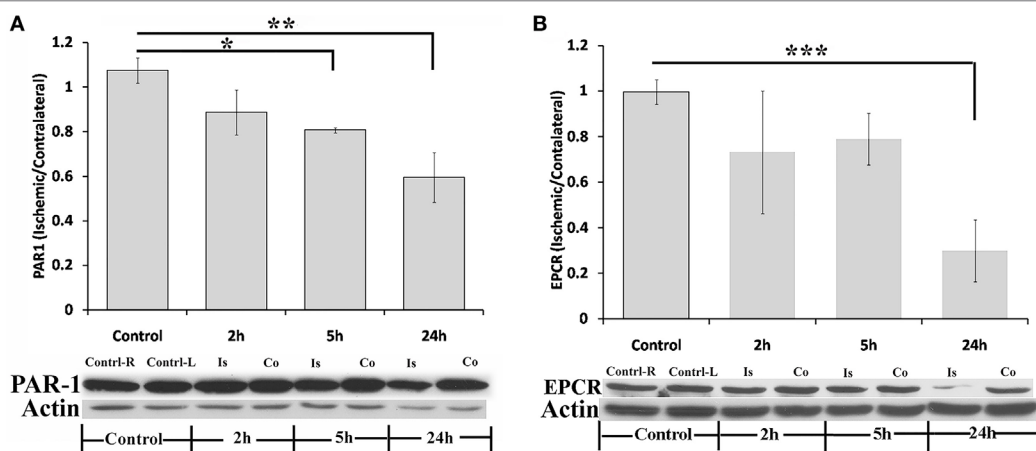 A
PAR1 (Ischemic/Contralateral)
1.2
1
0.8
0.6
0.4
0.2
0
**
*
Control 2h 5h 24h
Contrl-R Contrl-L Is Co Is Co Is Co
PAR-1
Actin
Control 2h 5h 24h
B
EPCR (Ischemic/Contalateral)
1.2
1
0.8
0.6
0.4
0.2
0
***
Control 2h 5h 24h
Contrl-R Contrl-L Is Co Is Co Is Co
EPCR
Actin
Control 2h 5h 24h